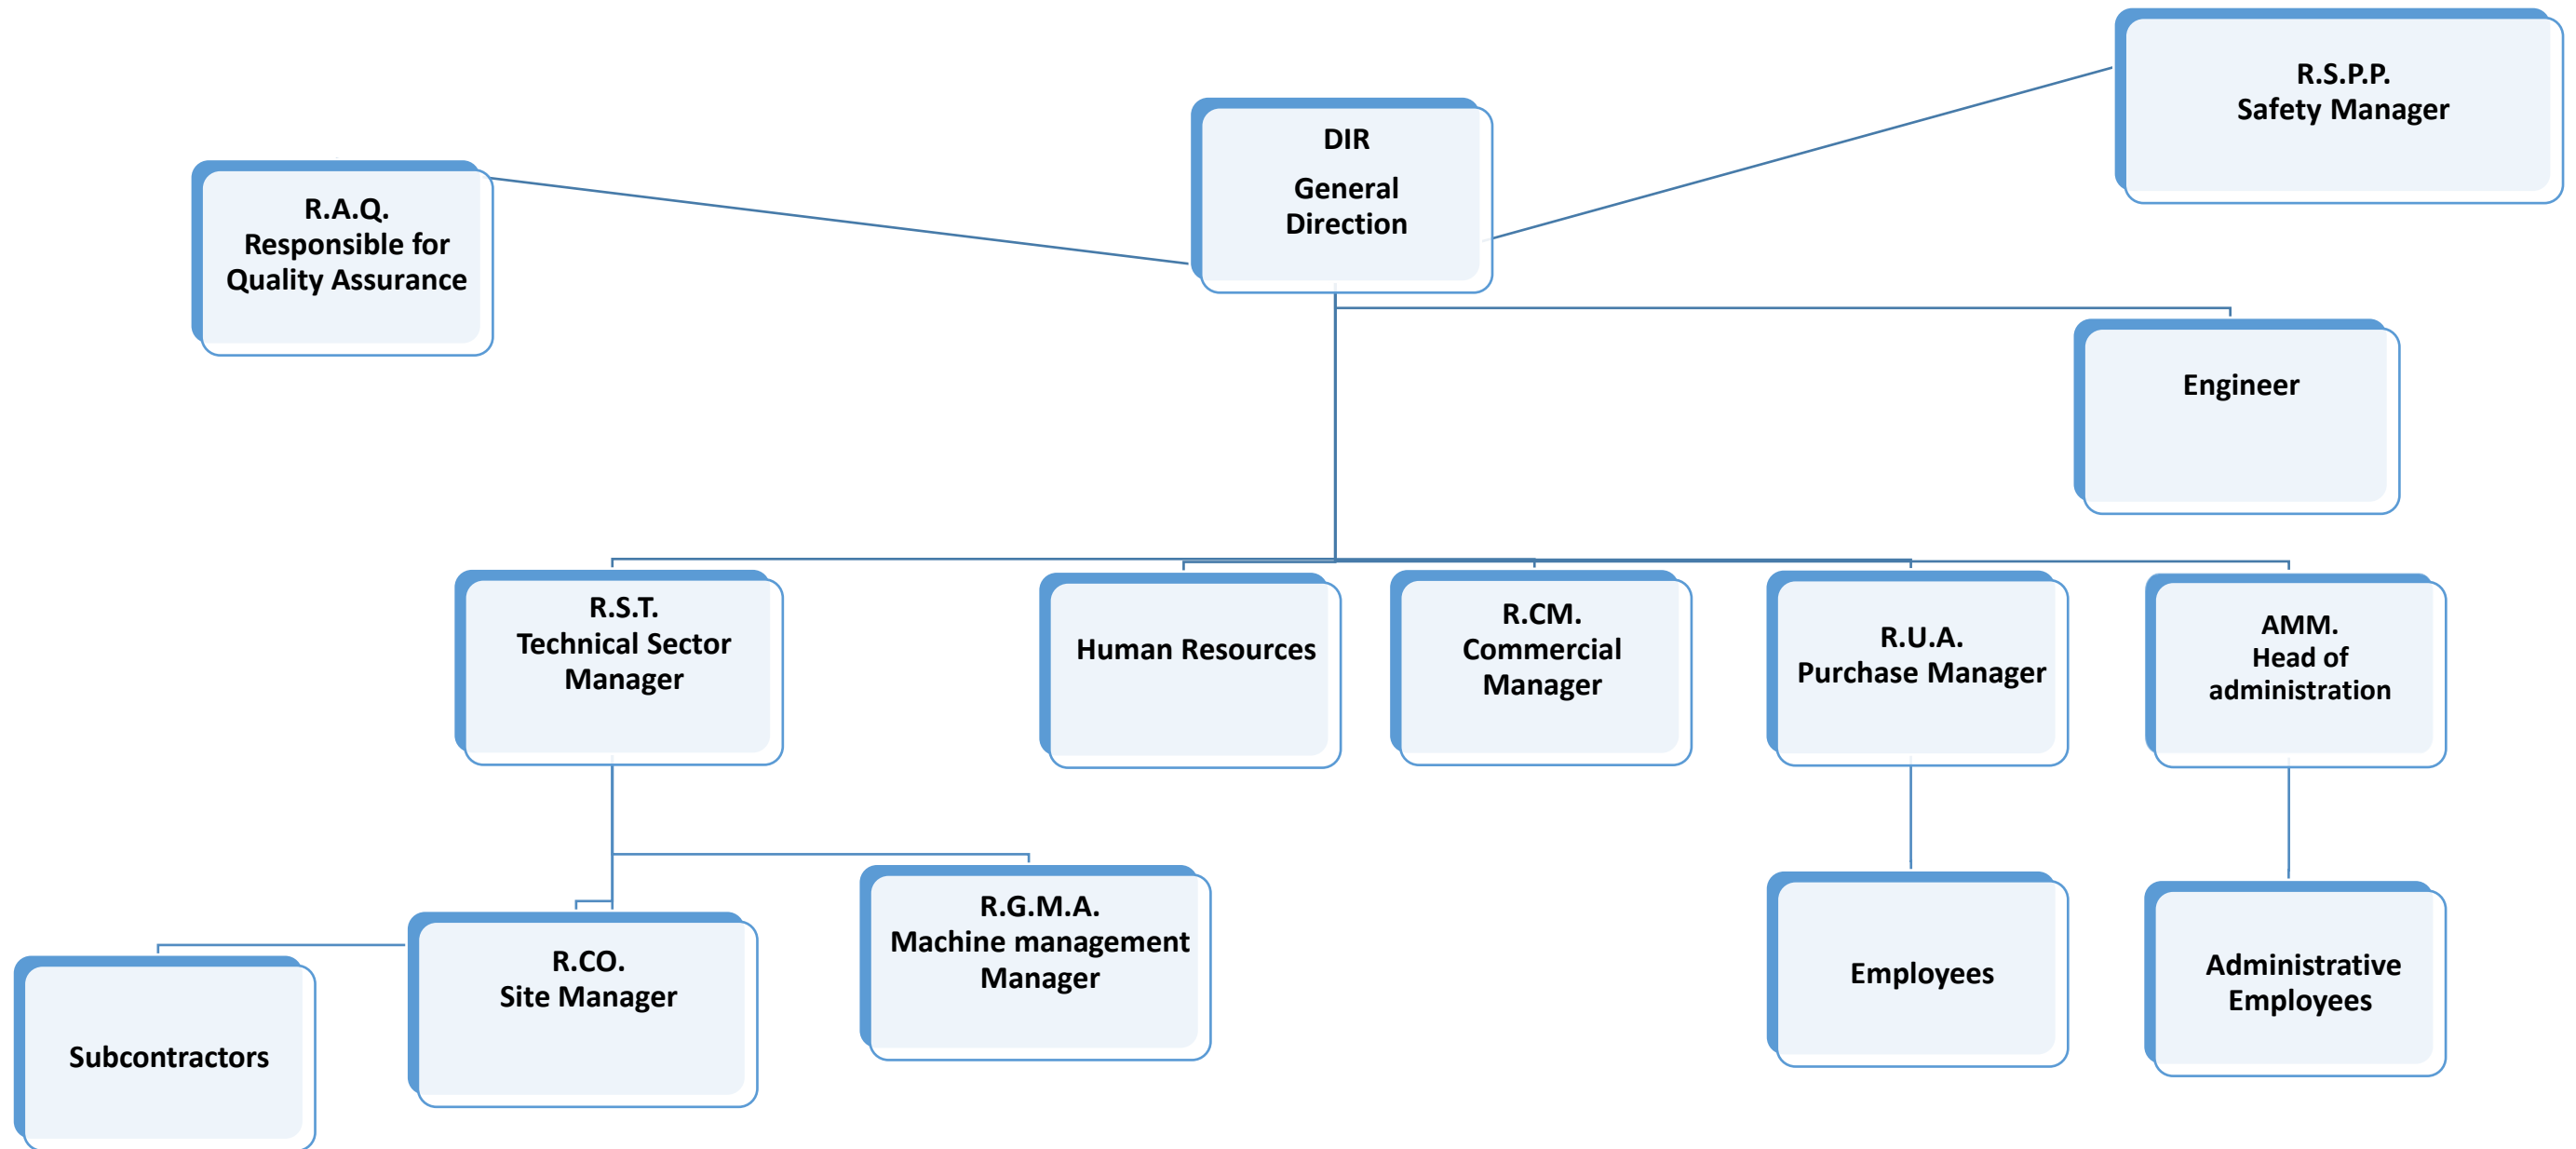 R.S.P.P.
Safety Manager
DIR
General
Direction
R.A.Q.
Responsible for
Quality Assurance
Engineer
R.S.T.
Technical Sector
Manager
Human Resources
R.CM.
Commercial
Manager
R.U.A.
Purchase Manager
AMM.
Head of
administration
Subcontractors
R.CO.
Site Manager
R.G.M.A.
Machine management
Manager
Employees
Administrative
Employees